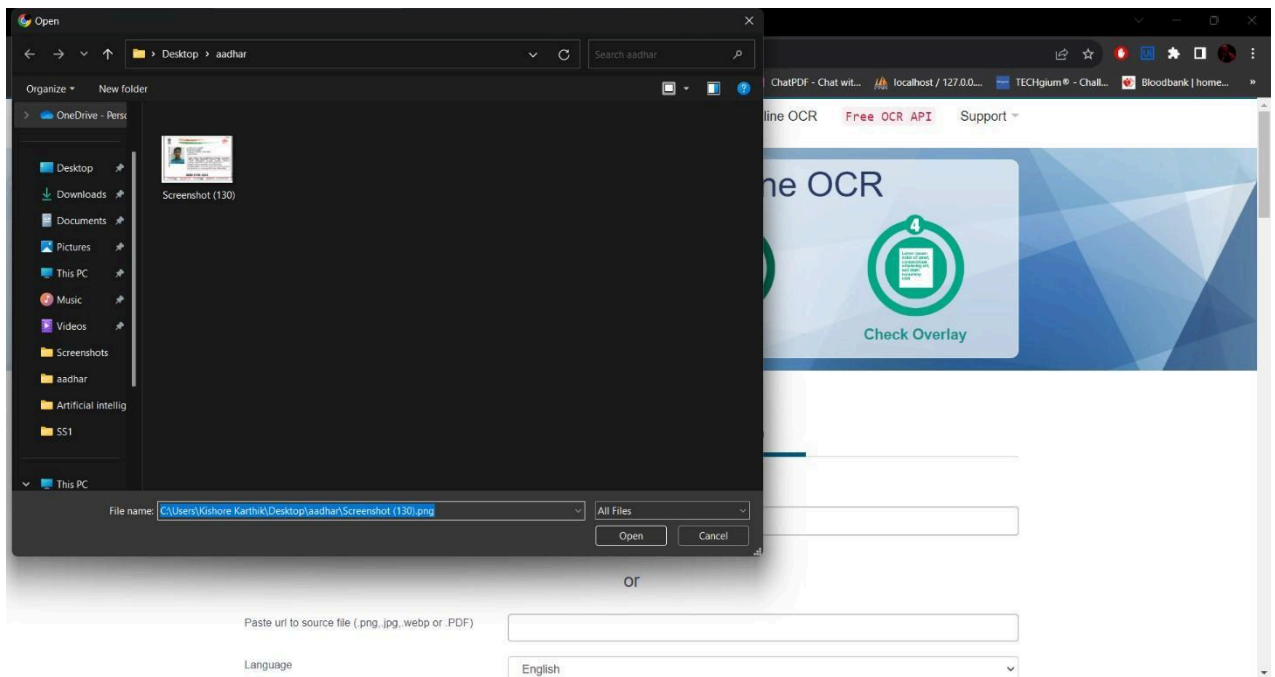 Open
Desktop > aadhar
Search aadhar
Organize
New folder
OneDrive - Perso
Desktop
Downloads
Documents
Pictures
This PC
Music
Videos
Screenshots
aadhar
Artificial intellig
SS1
This PC
Screenshot (130)
File name:
C:\Users\Kishore Karthik\Desktop\aadhar\Screenshot (130).png
All Files
Open
Cancel
ChatPDF - Chat wit...
localhost / 127.0.0....
TECHgium® - Chall...
Bloodbank | home...
»
line OCR
Free OCR API
Support
ne OCR
4
Check Overlay
or
Paste url to source file (.png,.jpg,.webp or .PDF)
Language
English